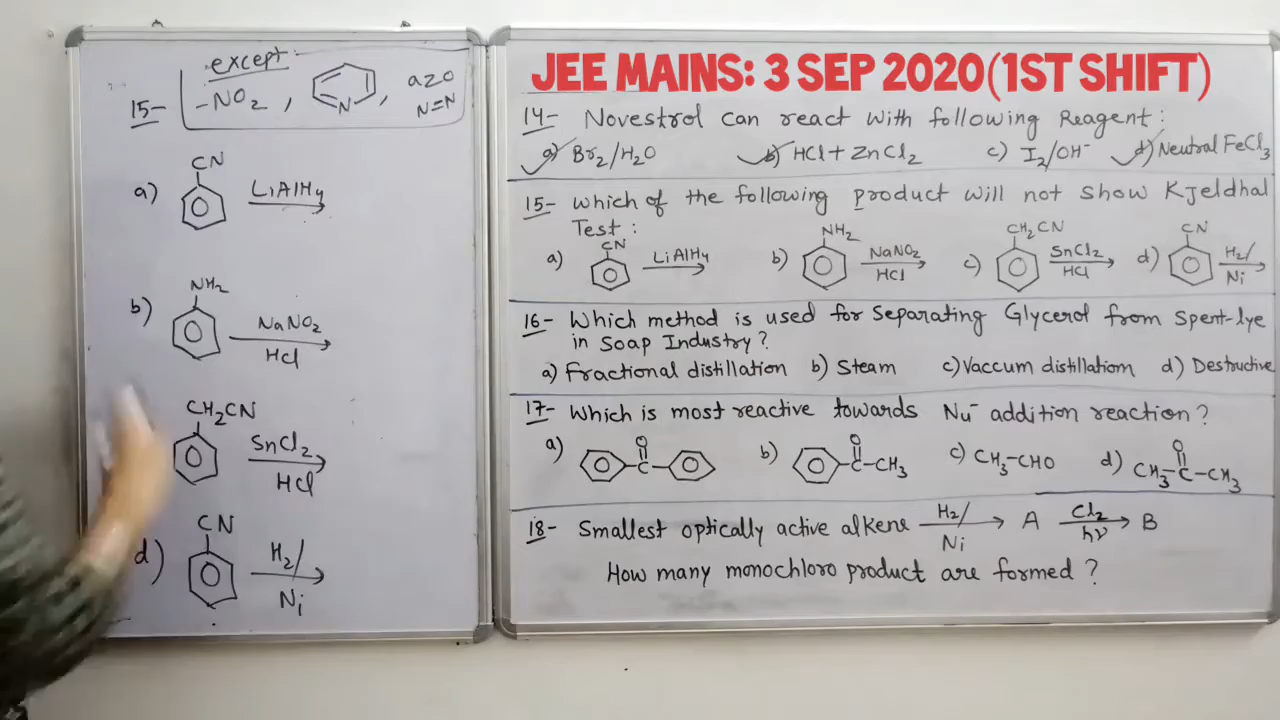 except:
15- -NO2, N, azo
N=N
a) CN LiAlH4
b) NH2 NaNO2
HCl
CH2CN SnCl2
HCl
d) CN H2/
Ni
JEE MAINS: 3 SEP 2020(1ST SHIFT)
14- Novestrol can react with following Reagent:
a) Br2/H2O b) HCl + ZnCl2 c) I2/OH- d) Neutral FeCl3
15- which of the following product will not show Kjeldhal
Test:
a) CN LiAlH4 b) NH2 NaNO2 HCl c) CH2CN SnCl2 HCl d) CN H2/ Ni
16- Which method is used for separating Glycerol from spent-lye
in Soap Industry?
a) Fractional distillation b) Steam c) Vaccum distillation d) Destructive
17- Which is most reactive towards Nu- addition reaction?
a) O C b) O C-CH3 c) CH3-CHO d) CH3-C-CH3 O
18- Smallest optically active alkene H2/ Ni A Cl2 hν B
How many monochloro product are formed?